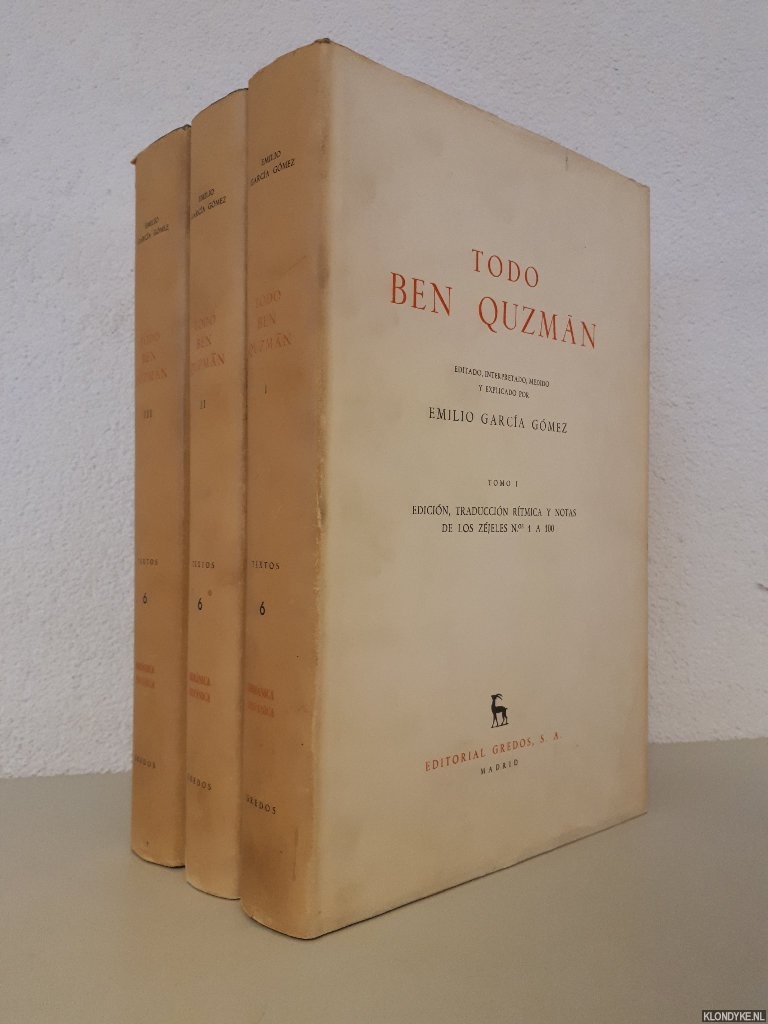 EMILIO
GARCÍA GÓMEZ
TODO
BEN
III
TEXTOS
6
GREDOS
EMILIO
GARCÍA GÓMEZ
TODO
BEN
QUZMĀN
II
TEXTOS
6
GREDOS
EMILIO
GARCÍA GÓMEZ
TODO
BEN
QUZMĀN
I
TEXTOS
6
GREDOS
TODO
BEN QUZMĀN
EDITADO, INTERPRETADO, MEDIDO
Y EXPLICADO POR
EMILIO GARCÍA GÓMEZ
TOMO I
EDICIÓN, TRADUCCIÓN RÍTMICA Y NOTAS
DE LOS ZÉJELES N.ºs 1 A 100
EDITORIAL GREDOS, S. A.
MADRID
KLONDYKE.NL